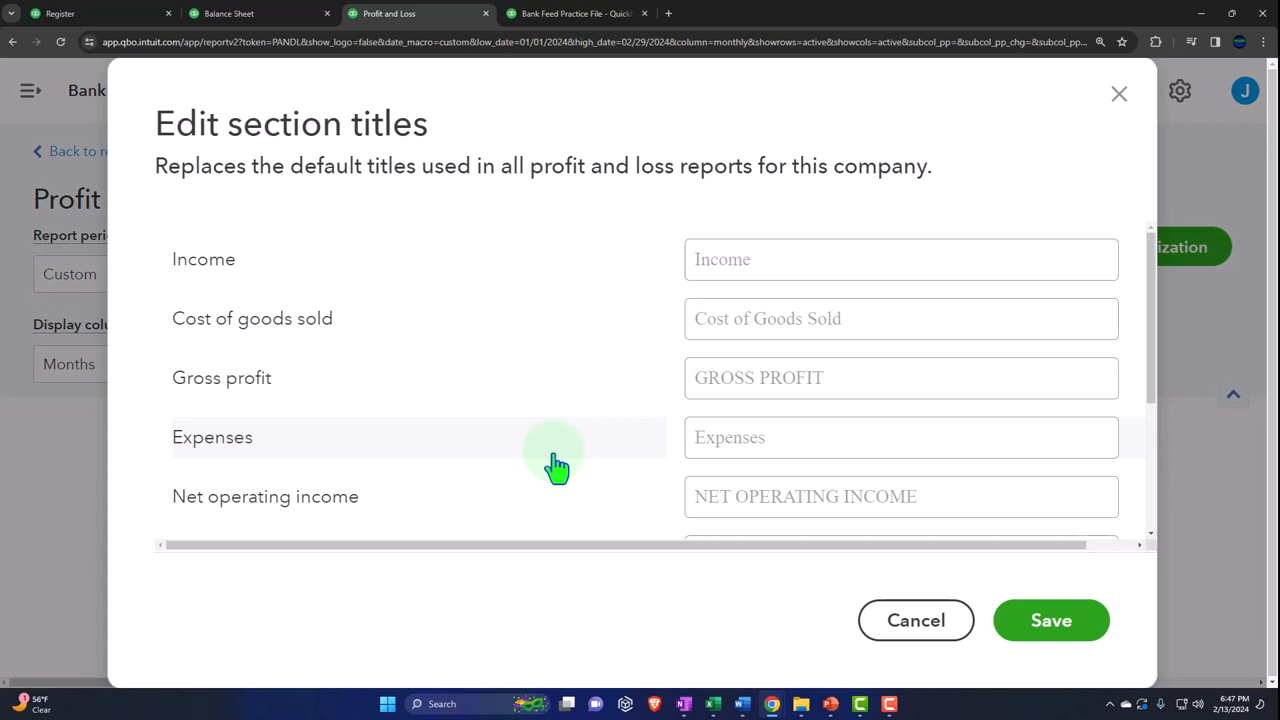 Register
Balance Sheet
Profit and Loss
Bank Feed Practice File - Quickf
app.qbo.intuit.com/app/reportv2?token=PANDL&show_logo=false&date_macro=custom&low_date=01/01/2024&high_date=02/29/2024&column=monthly&showrows=active&showcols=active&subcol_pp=&subcol_pp_chg=&subcol_pp_...
Bank
J
Edit section titles
Replaces the default titles used in all profit and loss reports for this company.
Back to re
Profit
Report peri
Custom
Display colu
Months
ization
Income Income
Cost of goods sold Cost of Goods Sold
Gross profit GROSS PROFIT
Expenses Expenses
Net operating income NET OPERATING INCOME
Cancel Save
1
56°F
Clear
Search
6:47 PM
2/13/2024